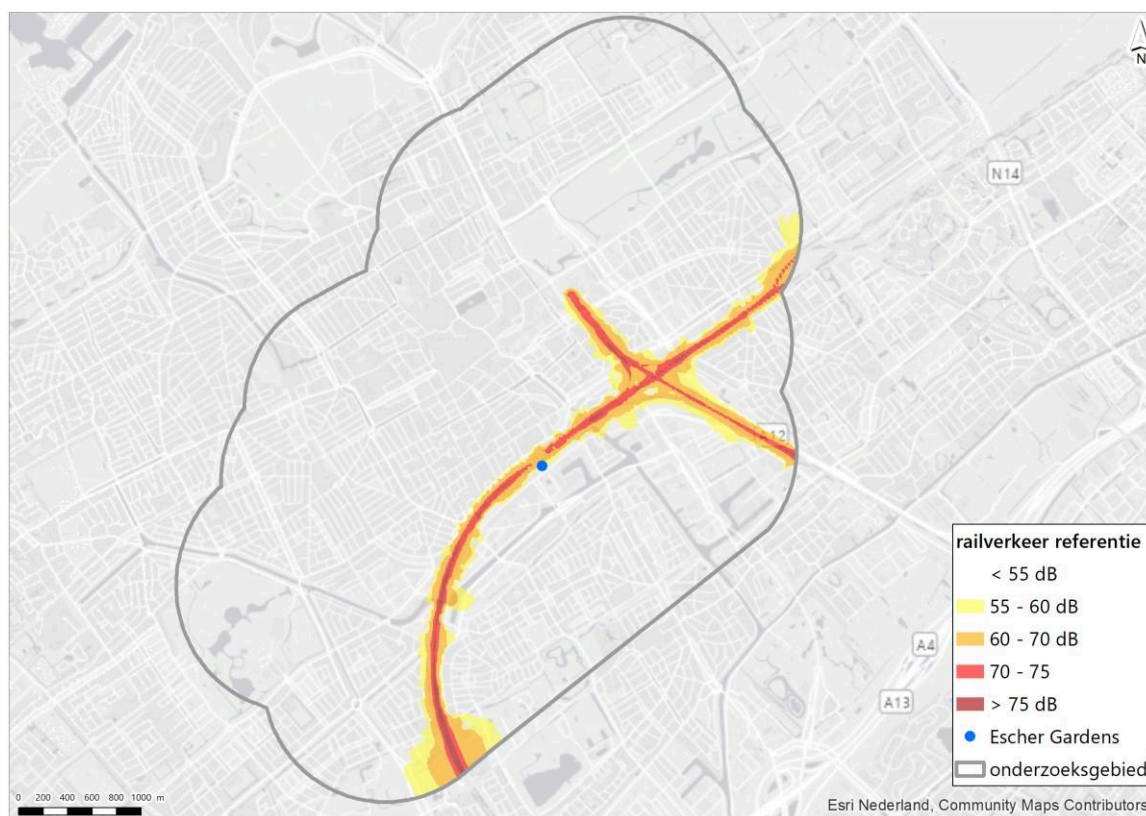 N
N14
A12
A4
A13
railverkeer referentie
< 55 dB
55 - 60 dB
60 - 70 dB
70 - 75
> 75 dB
Escher Gardens
onderzoeksgebied
0 200 400 600 800 1000 m
Esri Nederland, Community Maps Contributors